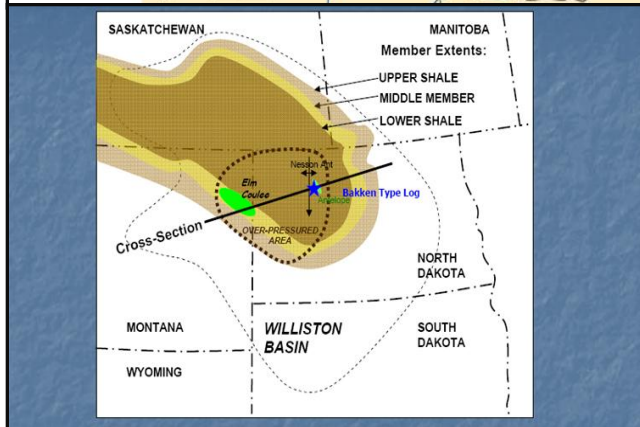 SASKATCHEWAN
MANITOBA
Member Extents:
UPPER SHALE
MIDDLE MEMBER
LOWER SHALE
Nesson Ant
Elm
Coulee
Bakken Type Log
Antelope
OVER-PRESSURED
AREA
Cross-Section
NORTH
DAKOTA
MONTANA
WILLISTON
BASIN
SOUTH
DAKOTA
WYOMING